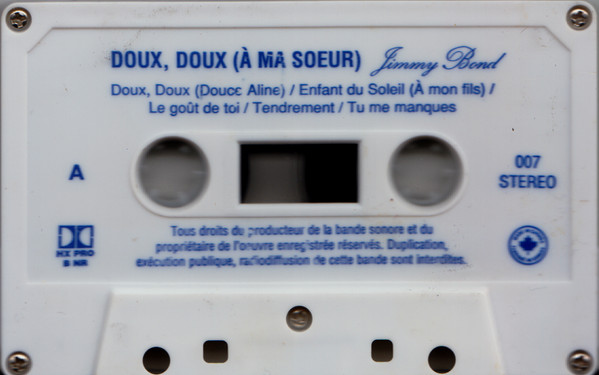 DOUX, DOUX (À MA SOEUR) Jimmy Bond
Doux, Doux (Douce Aline) / Enfant du Soleil (À mon fils) /
Le goût de toi / Tendrement / Tu me manques
A
007
STEREO
Tous droits du producteur de la bande sonore et du
propriétaire de l'œuvre enregistrée réservés. Duplication,
exécution publique, radiodiffusion de cette bande sont interdites.
HX PRO
B NR